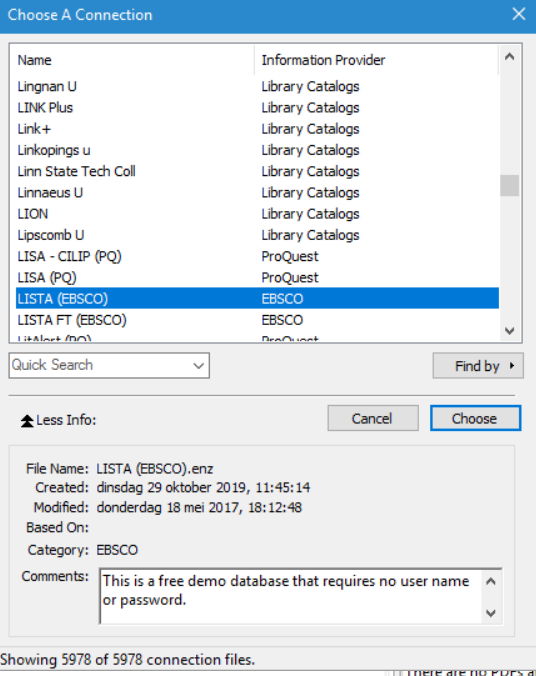 Choose A Connection
Name Information Provider
Lingnan U Library Catalogs
LINK Plus Library Catalogs
Link+ Library Catalogs
Linkopings u Library Catalogs
Linn State Tech Coll Library Catalogs
Linnaeus U Library Catalogs
LION Library Catalogs
Lipscomb U Library Catalogs
LISA - CILIP (PQ) ProQuest
LISA (PQ) ProQuest
LISTA (EBSCO) EBSCO
LISTA FT (EBSCO) EBSCO
LitAlert (PQ) ProQuest
Quick Search Find by
Less Info: Cancel Choose
File Name: LISTA (EBSCO).enz
Created: dinsdag 29 oktober 2019, 11:45:14
Modified: donderdag 18 mei 2017, 18:12:48
Based On:
Category: EBSCO
Comments: This is a free demo database that requires no user name
or password.
Showing 5978 of 5978 connection files.
There are no PDFs a